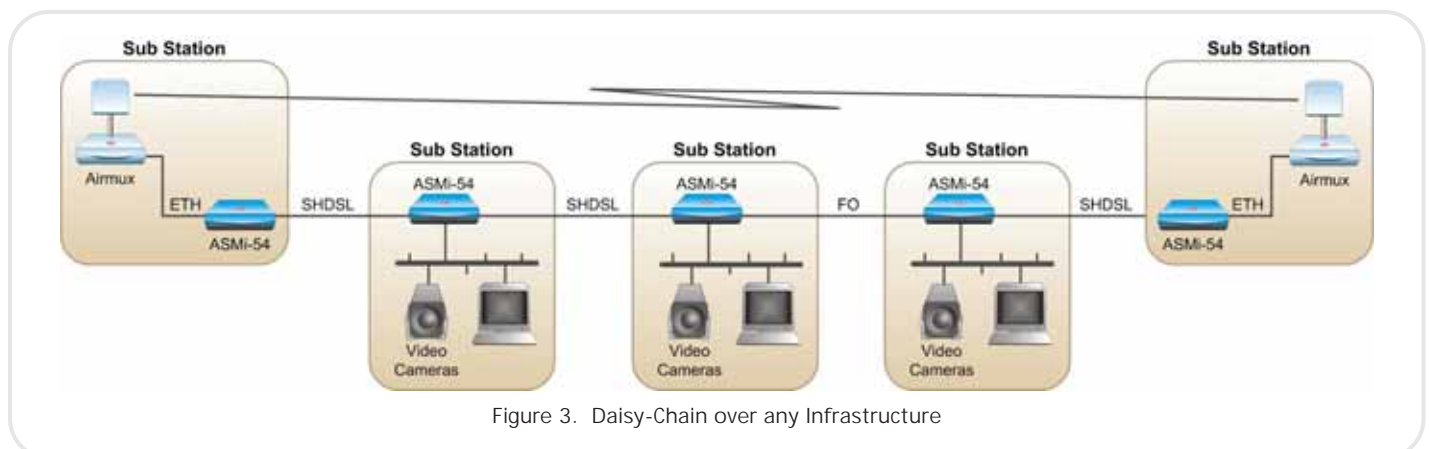 Sub Station
Sub Station
Airmux
ETH
ASMi-54
SHDSL
Sub Station
ASMi-54
Video
Cameras
SHDSL
Sub Station
ASMi-54
Video
Cameras
FO
Sub Station
ASMi-54
Video
Cameras
SHDSL
ASMi-54
ETH
Airmux
Figure 3. Daisy-Chain over any Infrastructure